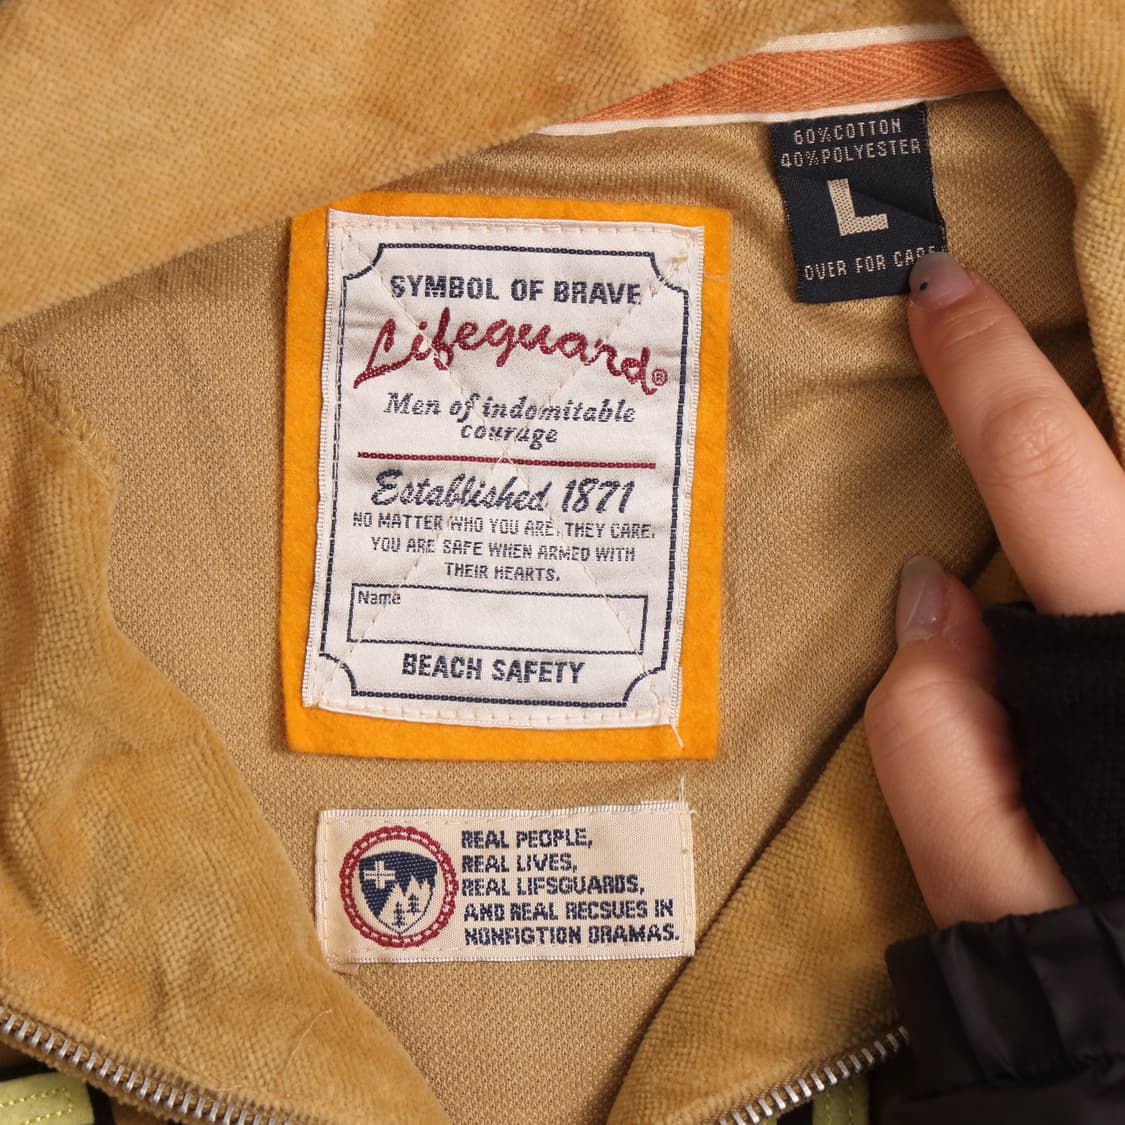 60%COTTON
40%POLYESTER
L
OVER FOR CARE
SYMBOL OF BRAVE
Lifeguard®
Men of indomitable
courage
Established 1871
NO MATTER WHO YOU ARE, THEY CARE.
YOU ARE SAFE WHEN ARMED WITH
THEIR HEARTS.
Name
BEACH SAFETY
REAL PEOPLE,
REAL LIVES,
REAL LIFSGUARDS,
AND REAL RECSUES IN
NONFIGTION DRAMAS.